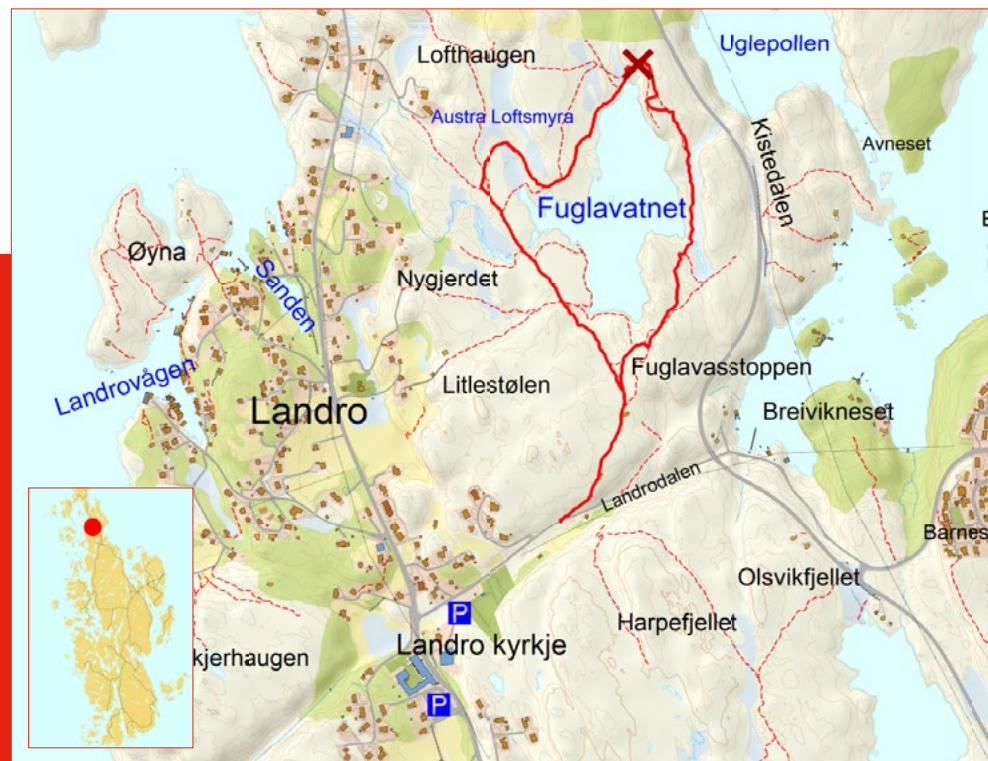 Uglepollen
Lofthaugen
Austra Loftsmyra
Kistedalen
Avneset
Fuglavatnet
Øyna
Sanden
Nygjerdet
Landrovågen
Litlestølen
Fuglavasstoppen
Landro
Breivikneset
Landrodalen
Barnes
Olsvikfjellet
P
Harpefjellet
Landro kyrkje
kjerhaugen
P